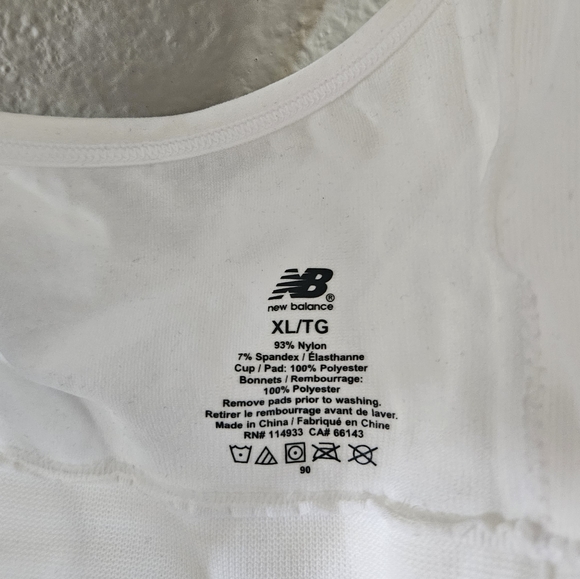 NB®
new balance
XL/TG
93% Nylon
7% Spandex / Élasthanne
Cup / Pad: 100% Polyester
Bonnets / Rembourrage:
100% Polyester
Remove pads prior to washing.
Retirer le rembourrage avant de laver.
Made in China / Fabriqué en Chine
RN# 114933 CA# 66143
90